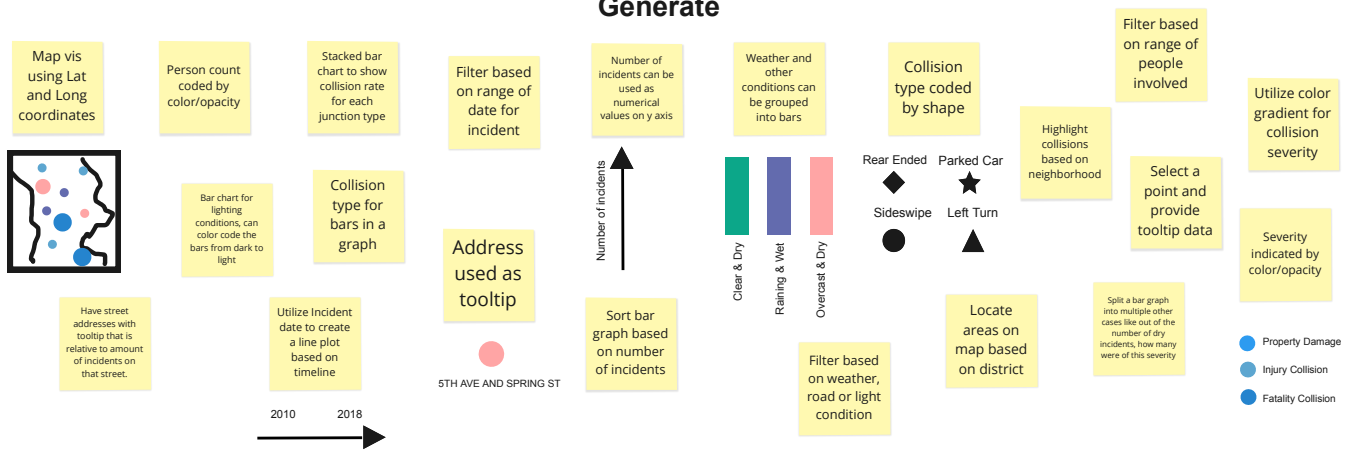 Generate
Map vis
using Lat
and Long
coordinates
Person count
coded by
color/opacity
Stacked bar
chart to show
collision rate
for each
junction type
Filter based
on range of
date for
incident
Number of
incidents can be
used as
numerical
values on y axis
Weather and
other
conditions can
be grouped
into bars
Collision
type coded
by shape
Filter based
on range of
people
involved
Utilize color
gradient for
collision
severity
Highlight
collisions
based on
neighborhood
Select a
point and
provide
tooltip data
Bar chart for
lighting
conditions, can
color code the
bars from dark to
light
Collision
type for
bars in a
graph
Address
used as
tooltip
5TH AVE AND SPRING ST
Number of incidents
Clear & Dry
Raining & Wet
Overcast & Dry
Rear Ended
Parked Car
Sideswipe
Left Turn
Severity
indicated by
color/opacity
Have street
addresses with
tooltip that is
relative to amount
of incidents on
that street.
Utilize Incident
date to create
a line plot
based on
timeline
2010
2018
Sort bar
graph based
on number
of incidents
Filter based
on weather,
road or light
condition
Locate
areas on
map based
on district
Split a bar graph
into multiple other
cases like out of the
number of dry
incidents, how many
were of this severity
Property Damage
Injury Collision
Fatality Collision